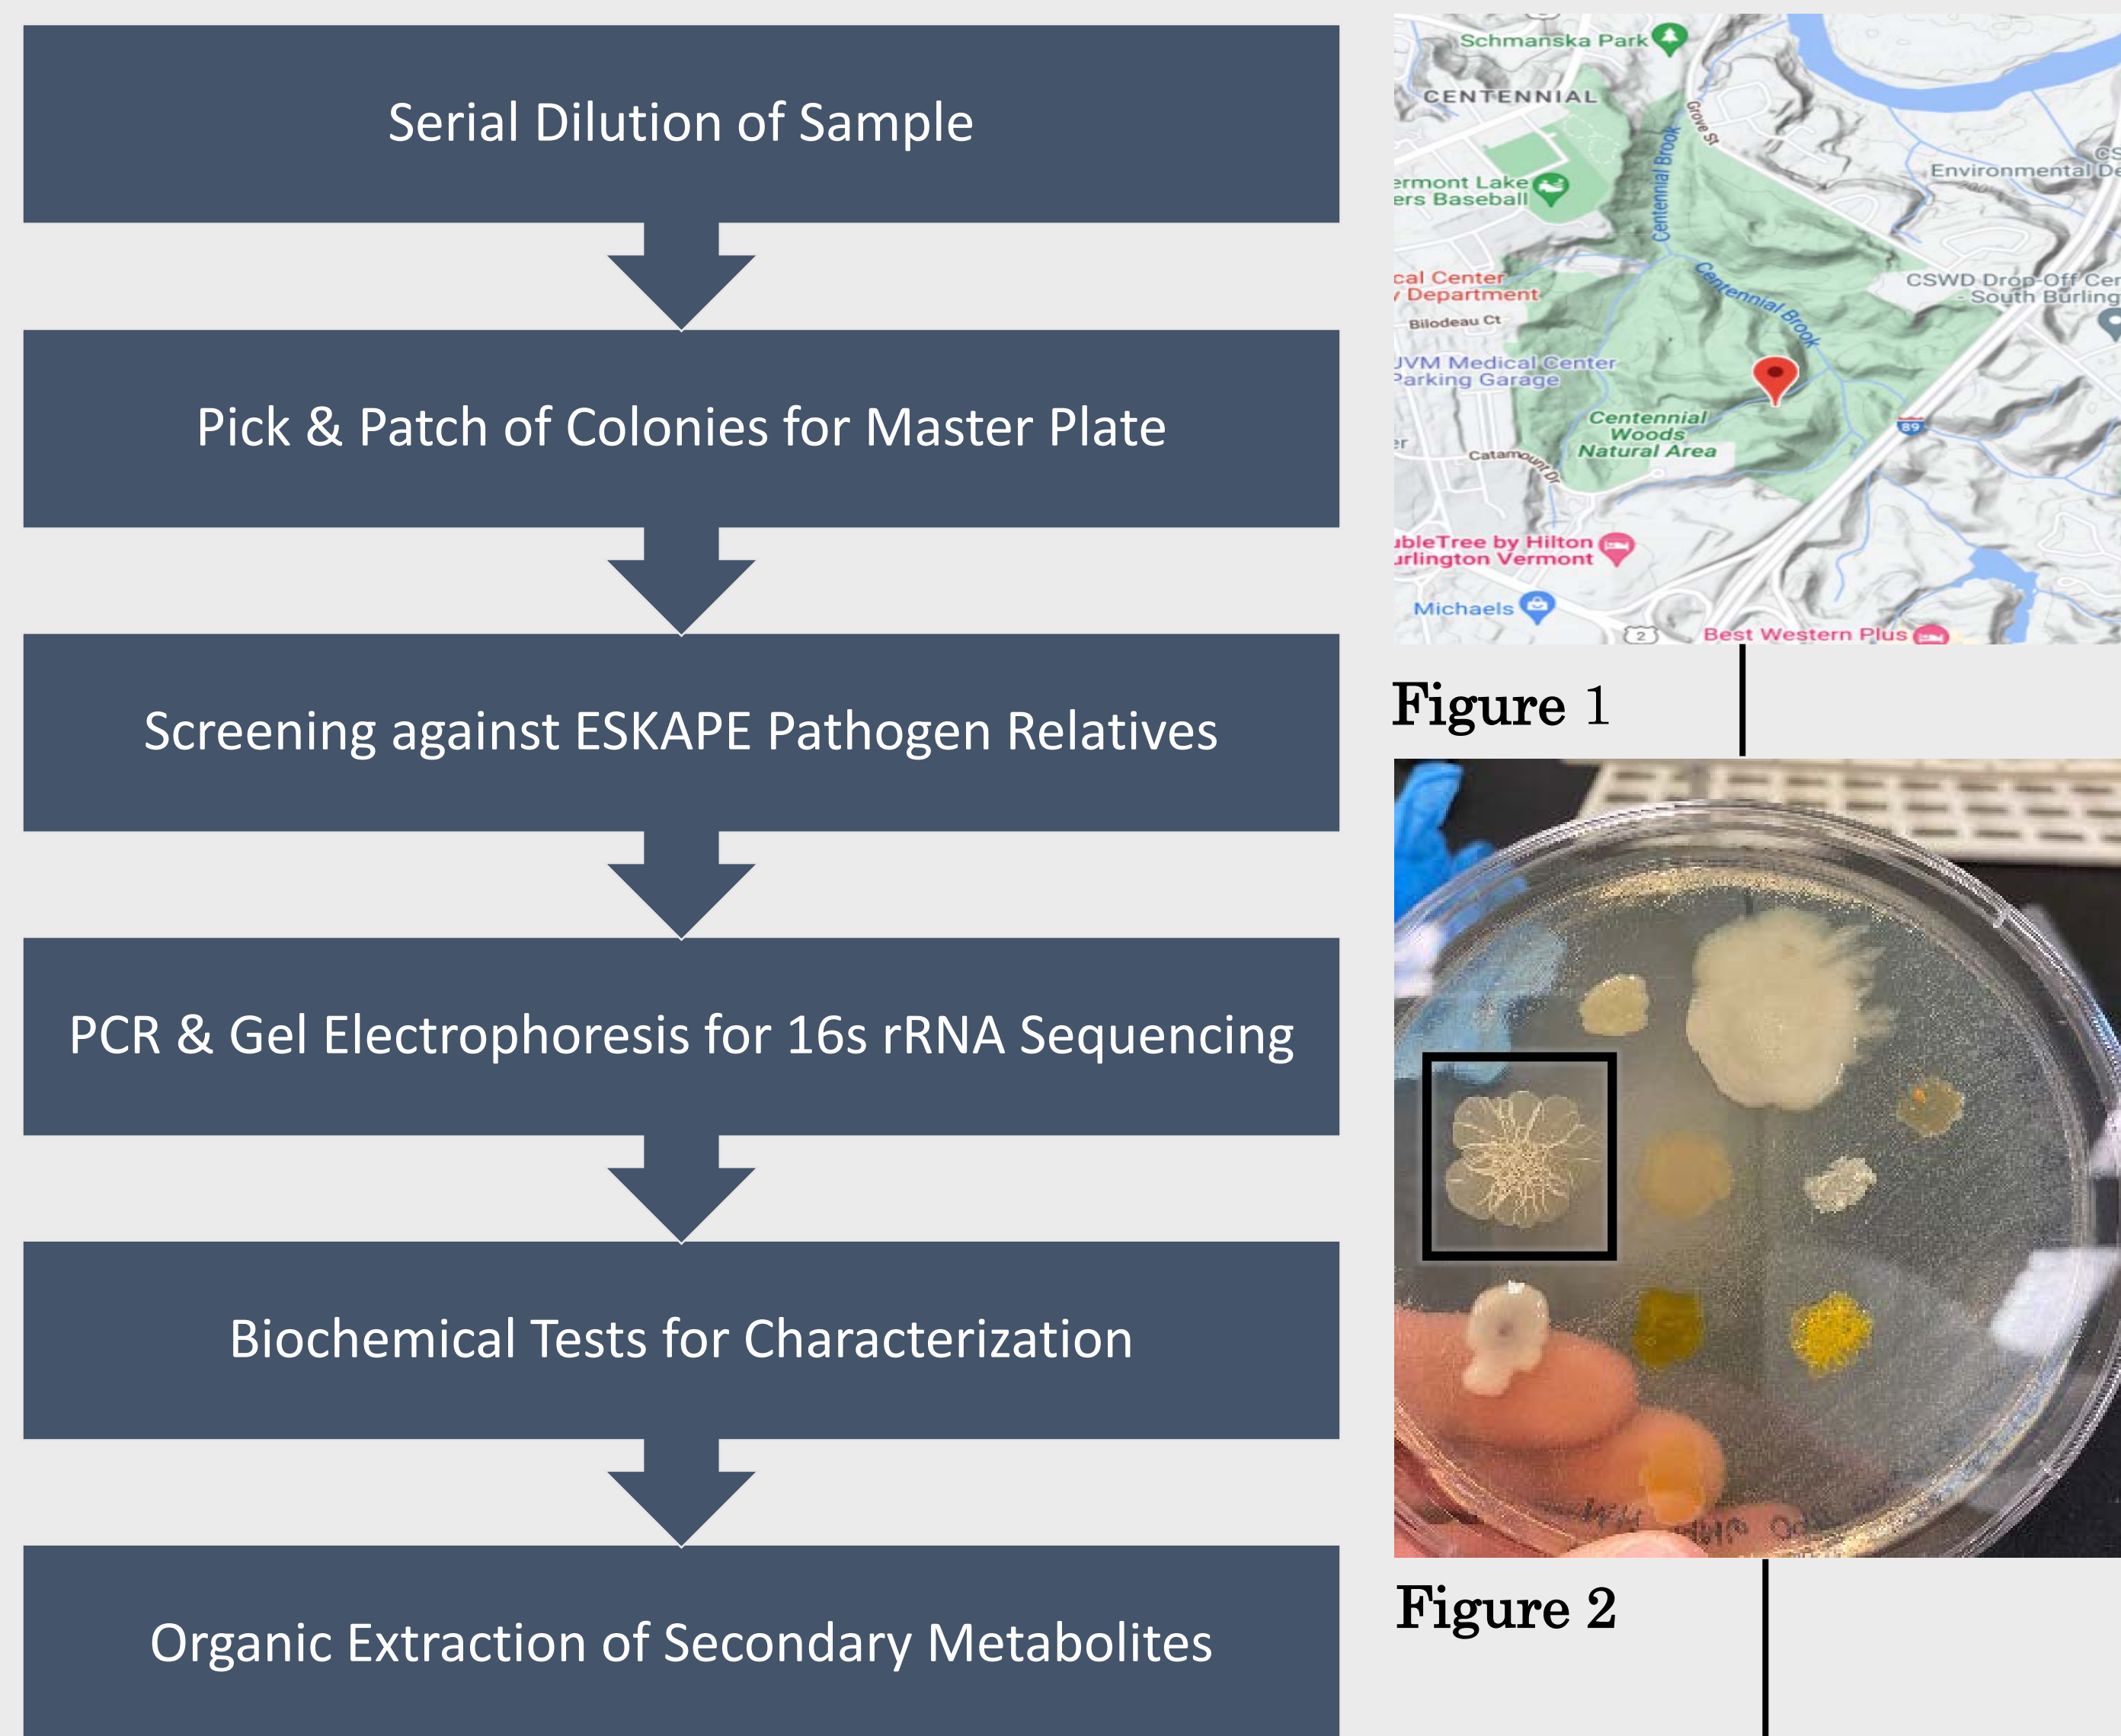 Serial Dilution of Sample
Pick & Patch of Colonies for Master Plate
Screening against ESKAPE Pathogen Relatives
PCR & Gel Electrophoresis for 16s rRNA Sequencing
Biochemical Tests for Characterization
Organic Extraction of Secondary Metabolites
Schmanska Park
CENTENNIAL
Grove St
Centennial Brook
Environmental De
ermont Lake
ers Baseball
cal Center
Department
Bilodeau Ct
Centennial Brook
CSWD Drop-Off Cer
- South Burling
UVM Medical Center
Parking Garage
Centennial
Woods
Natural Area
89
Catamount Dr
ubleTree by Hilton
urlington Vermont
Michaels
2
Best Western Plus
Figure 1
Figure 2